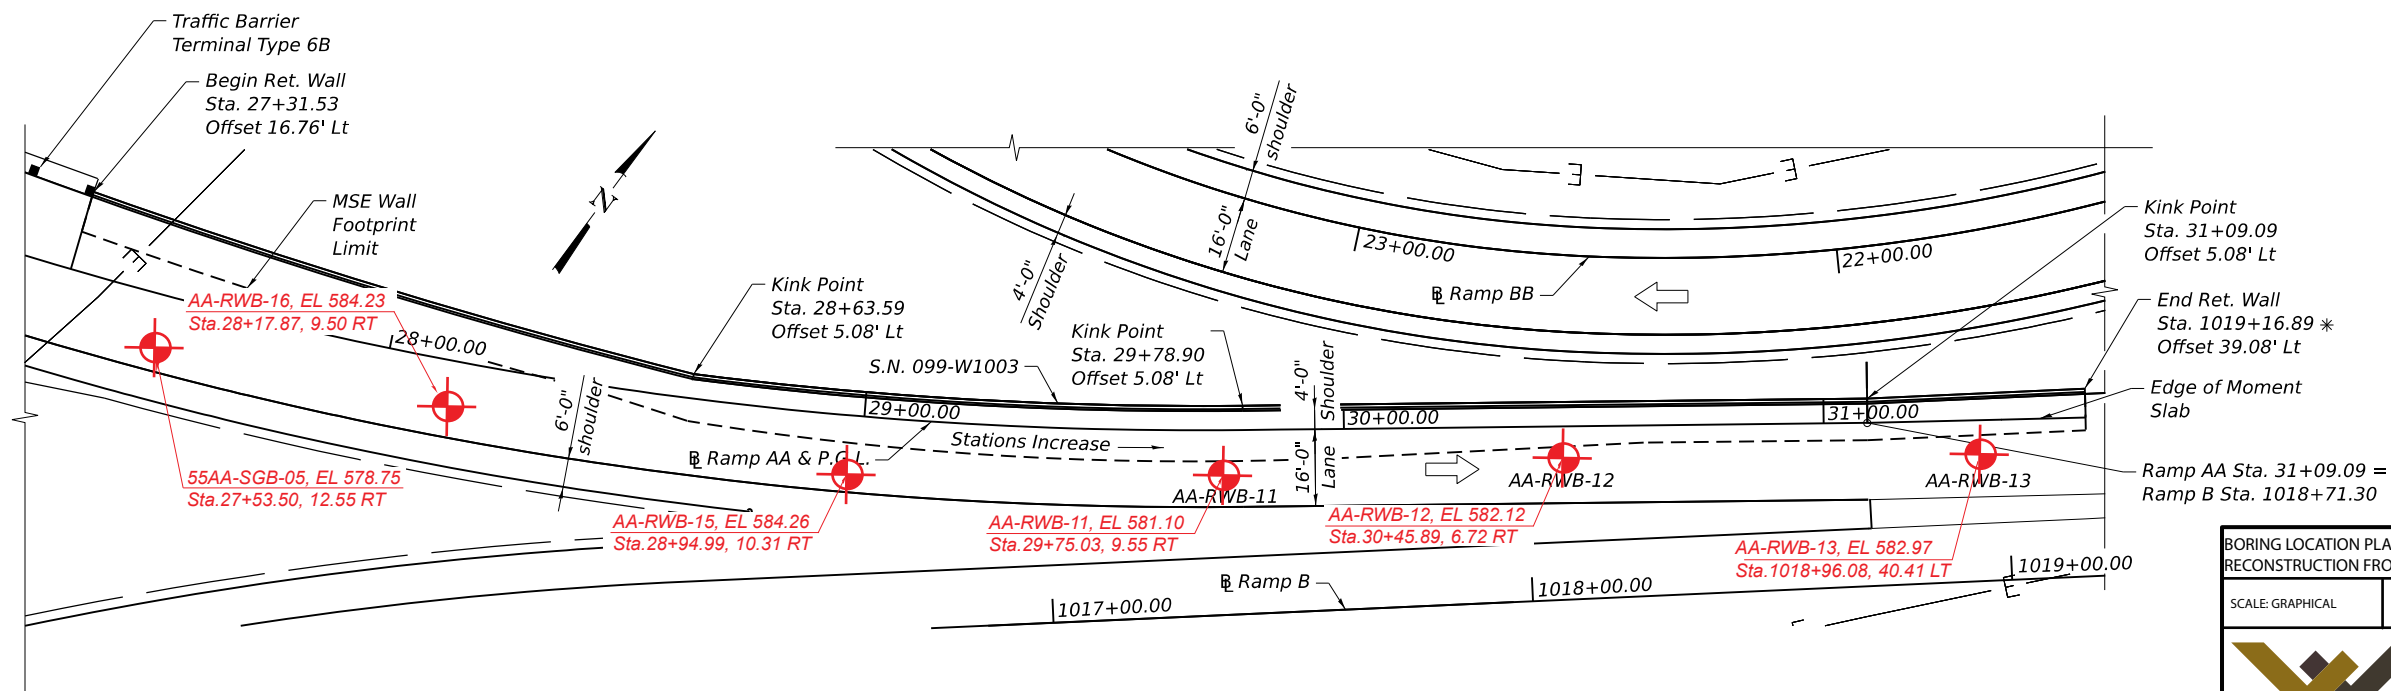 Traffic Barrier
Terminal Type 6B
Begin Ret. Wall
Sta. 27+31.53
Offset 16.76' Lt
MSE Wall
Footprint
Limit
N
AA-RWB-16, EL 584.23
Sta.28+17.87, 9.50 RT
28+00.00
E
55AA-SGB-05, EL 578.75
Sta.27+53.50, 12.55 RT
6'-0"
shoulder
Kink Point
Sta. 28+63.59
Offset 5.08' Lt
S.N. 099-W1003
29+00.00
Stations Increase
℄ Ramp AA & P.G.L.
AA-RWB-15, EL 584.26
Sta.28+94.99, 10.31 RT
4'-0"
Shoulder
16'-0"
Lane
6'-0"
shoulder
23+00.00
22+00.00
℄ Ramp BB
E
E
Kink Point
Sta. 29+78.90
Offset 5.08' Lt
4'-0"
Shoulder
16'-0"
Lane
30+00.00
31+00.00
AA-RWB-11
AA-RWB-11, EL 581.10
Sta.29+75.03, 9.55 RT
AA-RWB-12
AA-RWB-12, EL 582.12
Sta.30+45.89, 6.72 RT
AA-RWB-13
AA-RWB-13, EL 582.97
Sta.1018+96.08, 40.41 LT
Kink Point
Sta. 31+09.09
Offset 5.08' Lt
End Ret. Wall
Sta. 1019+16.89 *
Offset 39.08' Lt
Edge of Moment
Slab
Ramp AA Sta. 31+09.09 =
Ramp B Sta. 1018+71.30
℄ Ramp B
1017+00.00
1018+00.00
1019+00.00
E
BORING LOCATION PLA
RECONSTRUCTION FRO
SCALE: GRAPHICAL